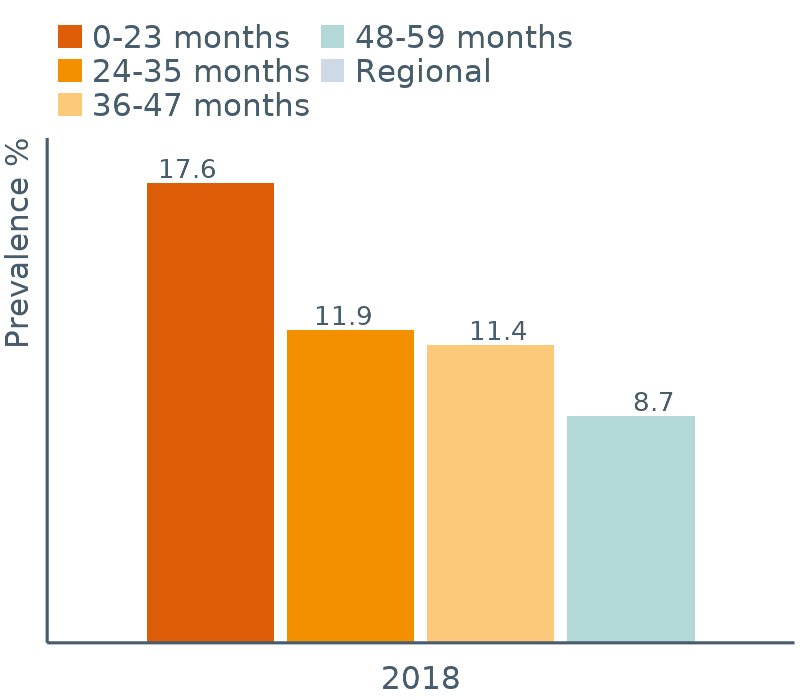 0-23 months
24-35 months
36-47 months
48-59 months
Regional
Prevalence %
17.6
11.9
11.4
8.7
2018